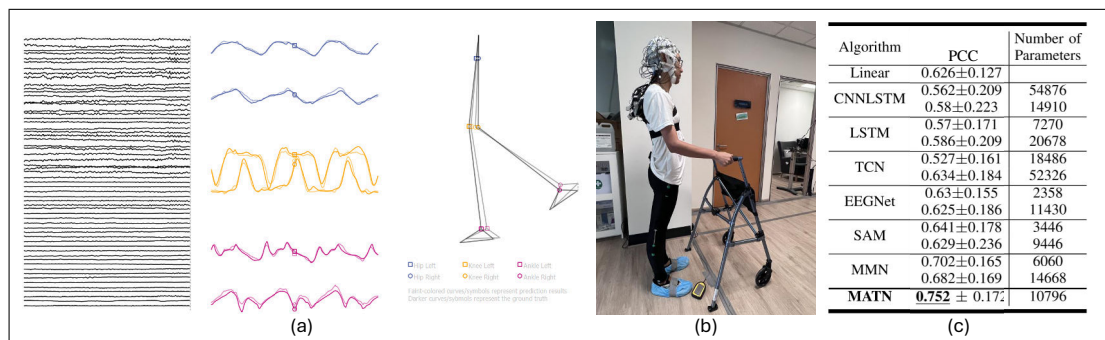 Hip Left Knee Left Ankle Left
Hip Right Knee Right Ankle Right
Faint-colored curves/symbols represent prediction results
Darker curves/symbols represent the ground truth
(a)
(b)
Algorithm PCC Number of Parameters
Linear 0.626±0.127
CNNLSTM 0.562±0.209 54876
0.58±0.223 14910
LSTM 0.57±0.171 7270
0.586±0.209 20678
TCN 0.527±0.161 18486
0.634±0.184 52326
EEGNet 0.63±0.155 2358
0.625±0.186 11430
SAM 0.641±0.178 3446
0.629±0.236 9446
MMN 0.702±0.165 6060
0.682±0.169 14668
MATN 0.752 ± 0.172 10796
(c)